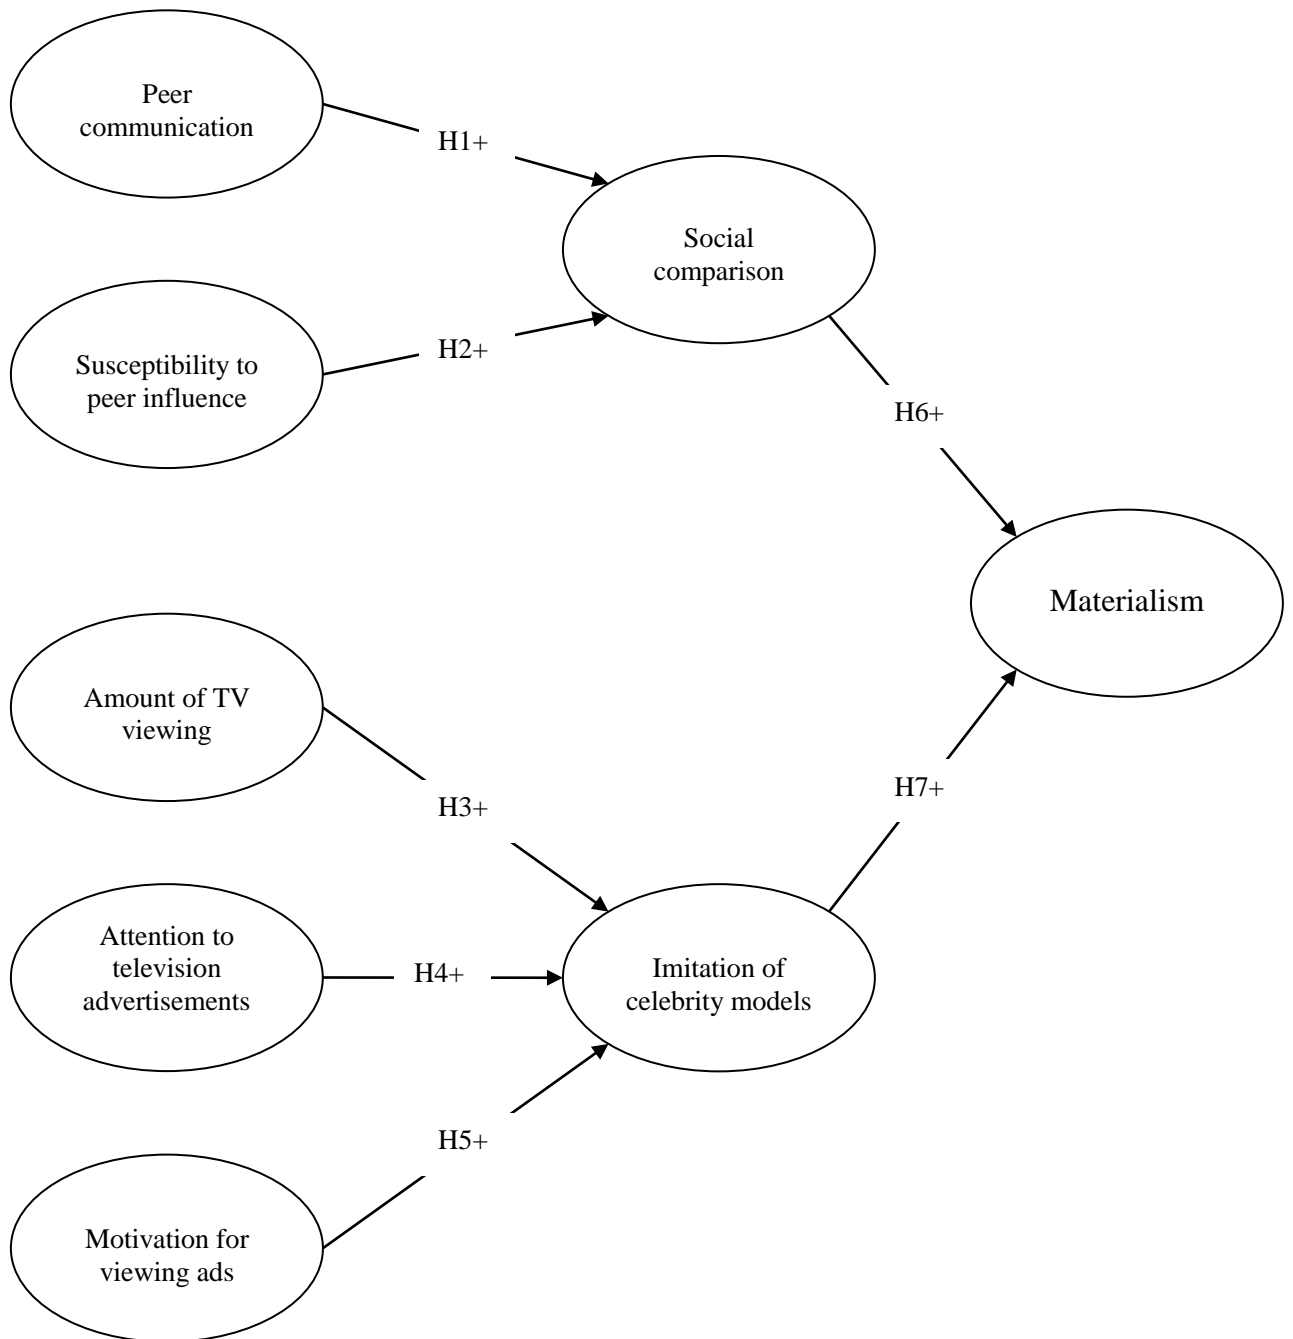 Peer
communication
H1+
Social
comparison
H2+
Susceptibility to
peer influence
H6+
Materialism
Amount of TV
viewing
H7+
H3+
Attention to
television
advertisements
H4+
Imitation of
celebrity models
H5+
Motivation for
viewing ads